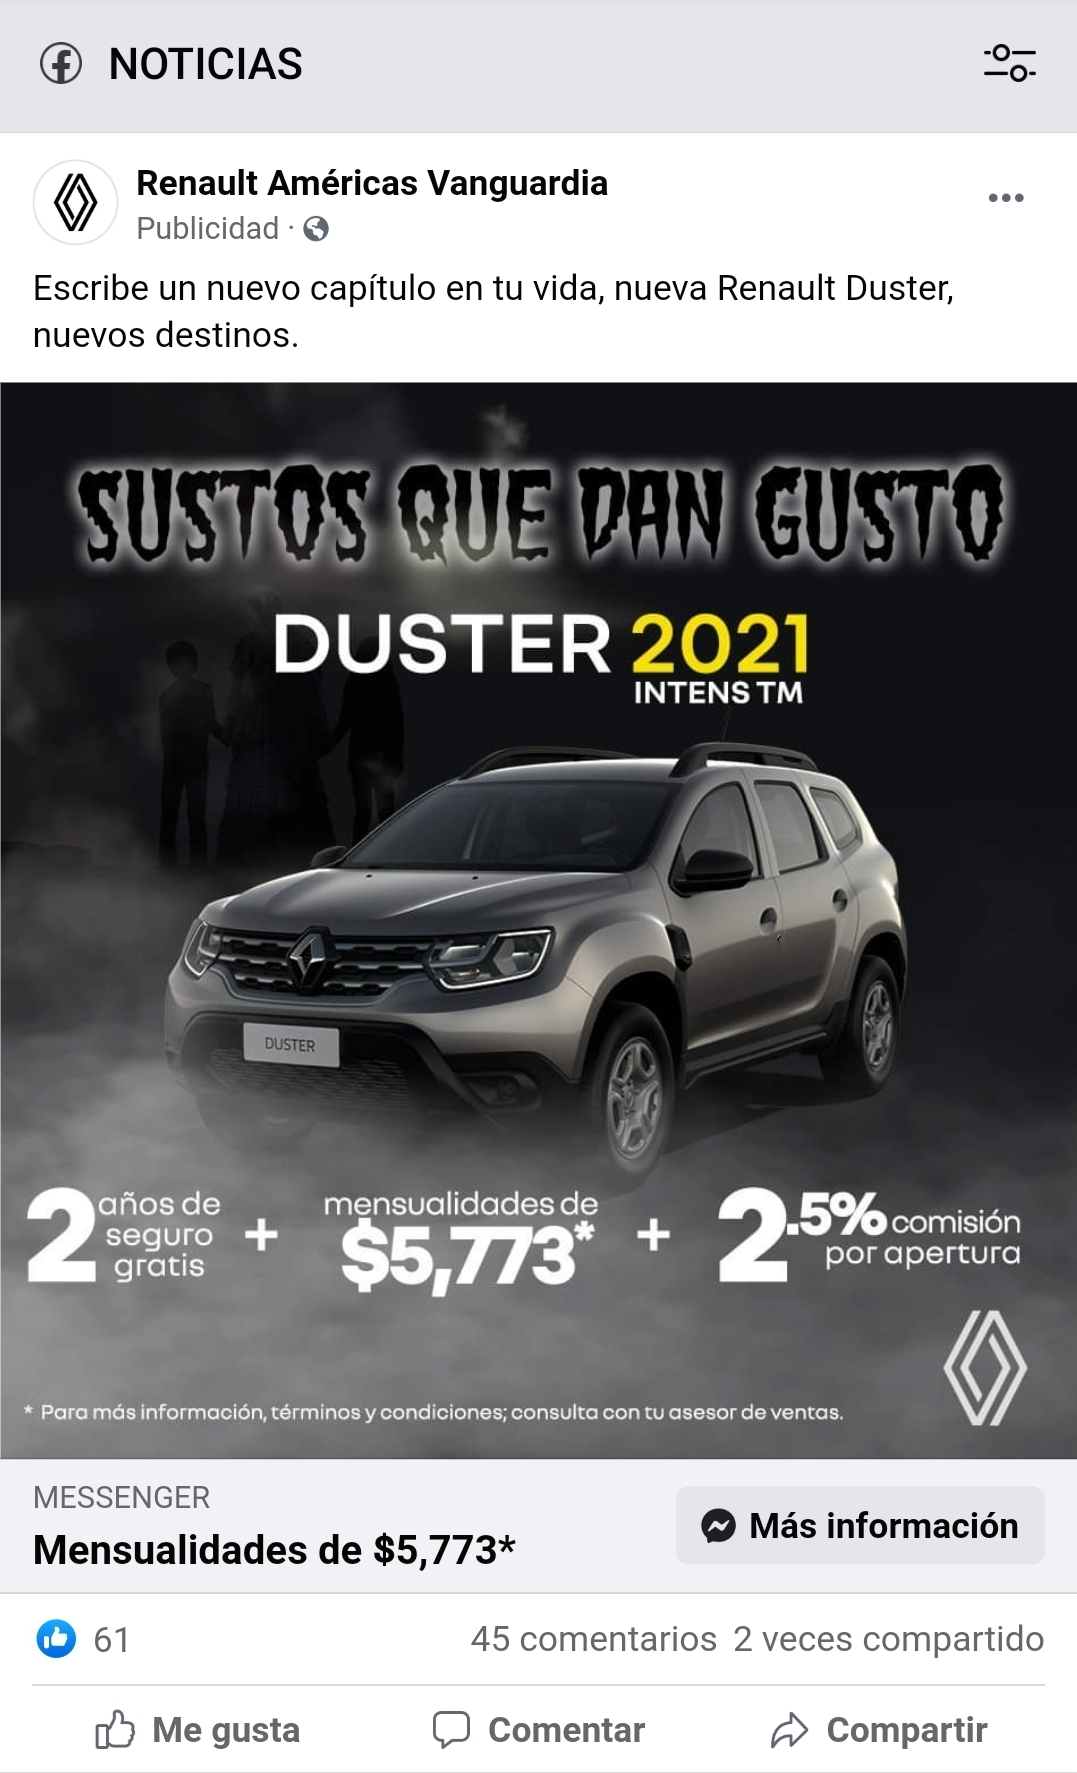 NOTICIAS
Renault Américas Vanguardia
Publicidad ·
Escribe un nuevo capítulo en tu vida, nueva Renault Duster,
nuevos destinos.
SUSTOS QUE DAN GUSTO
DUSTER 2021
INTENS TM
DUSTER
2 años de
seguro
gratis
+
mensualidades de
$5,773*
+
2.5% comisión
por apertura
* Para más información, términos y condiciones; consulta con tu asesor de ventas.
MESSENGER
Mensualidades de $5,773*
Más información
61
45 comentarios 2 veces compartido
Me gusta
Comentar
Compartir